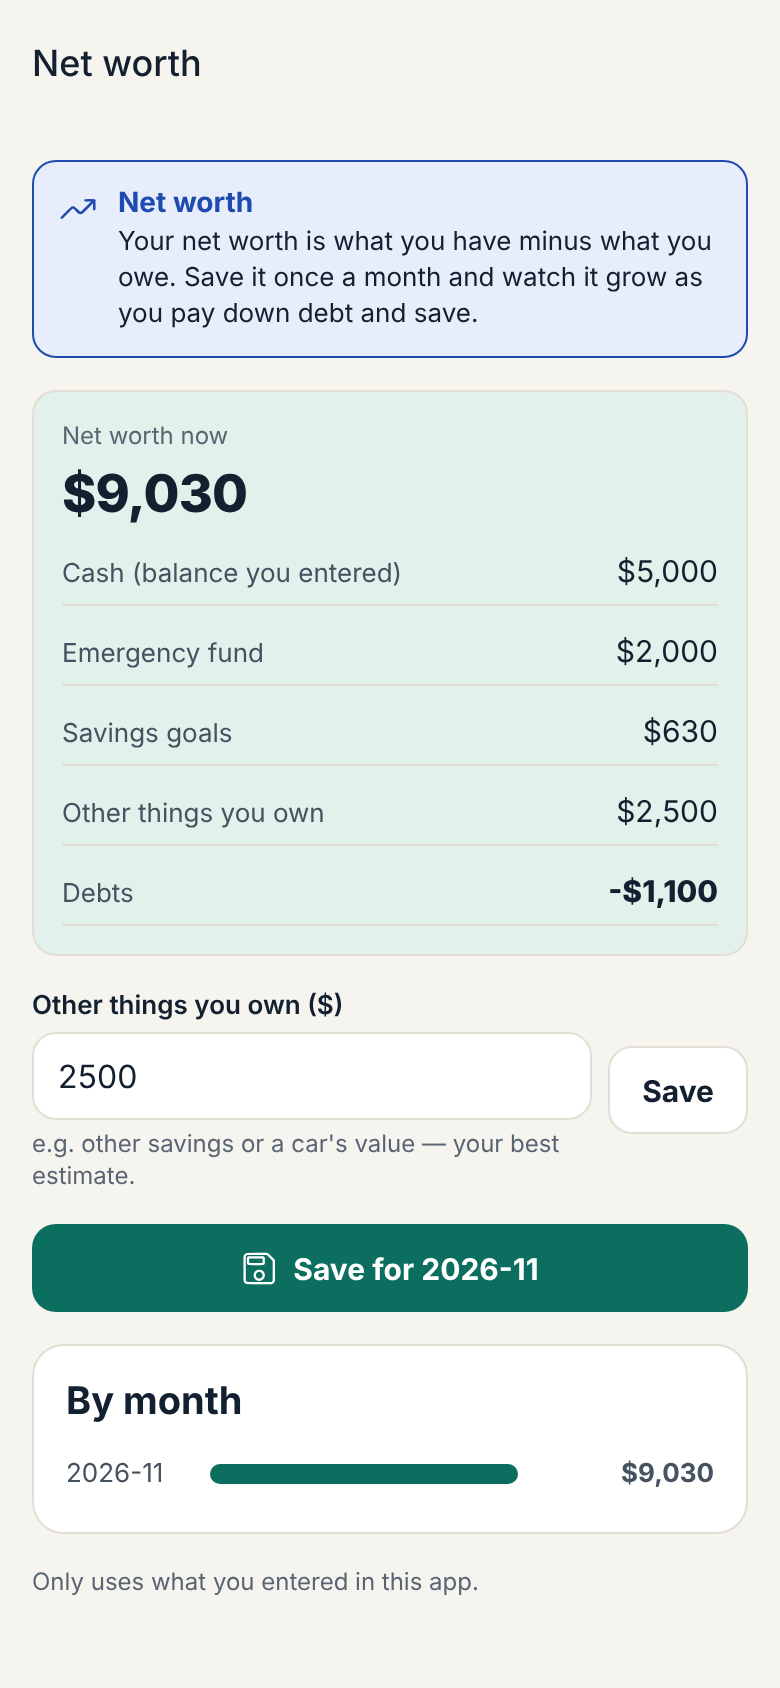 Net worth
Net worth
Your net worth is what you have minus what you
owe. Save it once a month and watch it grow as
you pay down debt and save.
Net worth now
$9,030
Cash (balance you entered) $5,000
Emergency fund $2,000
Savings goals $630
Other things you own $2,500
Debts -$1,100
Other things you own ($)
2500
Save
e.g. other savings or a car's value — your best
estimate.
Save for 2026-11
By month
2026-11 $9,030
Only uses what you entered in this app.